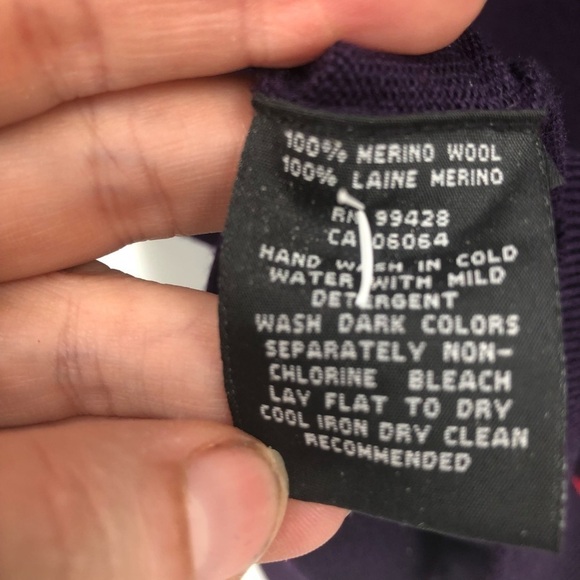 100% MERINO WOOL
100% LAINE MERINO
RN 99428
CA 06064
HAND WASH IN COLD
WATER WITH MILD
DETERGENT
WASH DARK COLORS
SEPARATELY NON-
CHLORINE BLEACH
LAY FLAT TO DRY
COOL IRON DRY CLEAN
RECOMMENDED